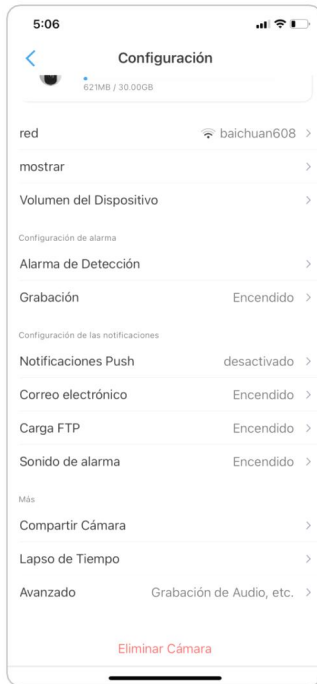 5:06
Configuración
621MB / 30.00GB
red baichuan608
mostrar
Volumen del Dispositivo
Configuración de alarma
Alarma de Detección
Grabación Encendido
Configuración de las notificaciones
Notificaciones Push desactivado
Correo electrónico Encendido
Carga FTP Encendido
Sonido de alarma Encendido
Más
Compartir Cámara
Lapso de Tiempo
Avanzado Grabación de Audio, etc.
Eliminar Cámara